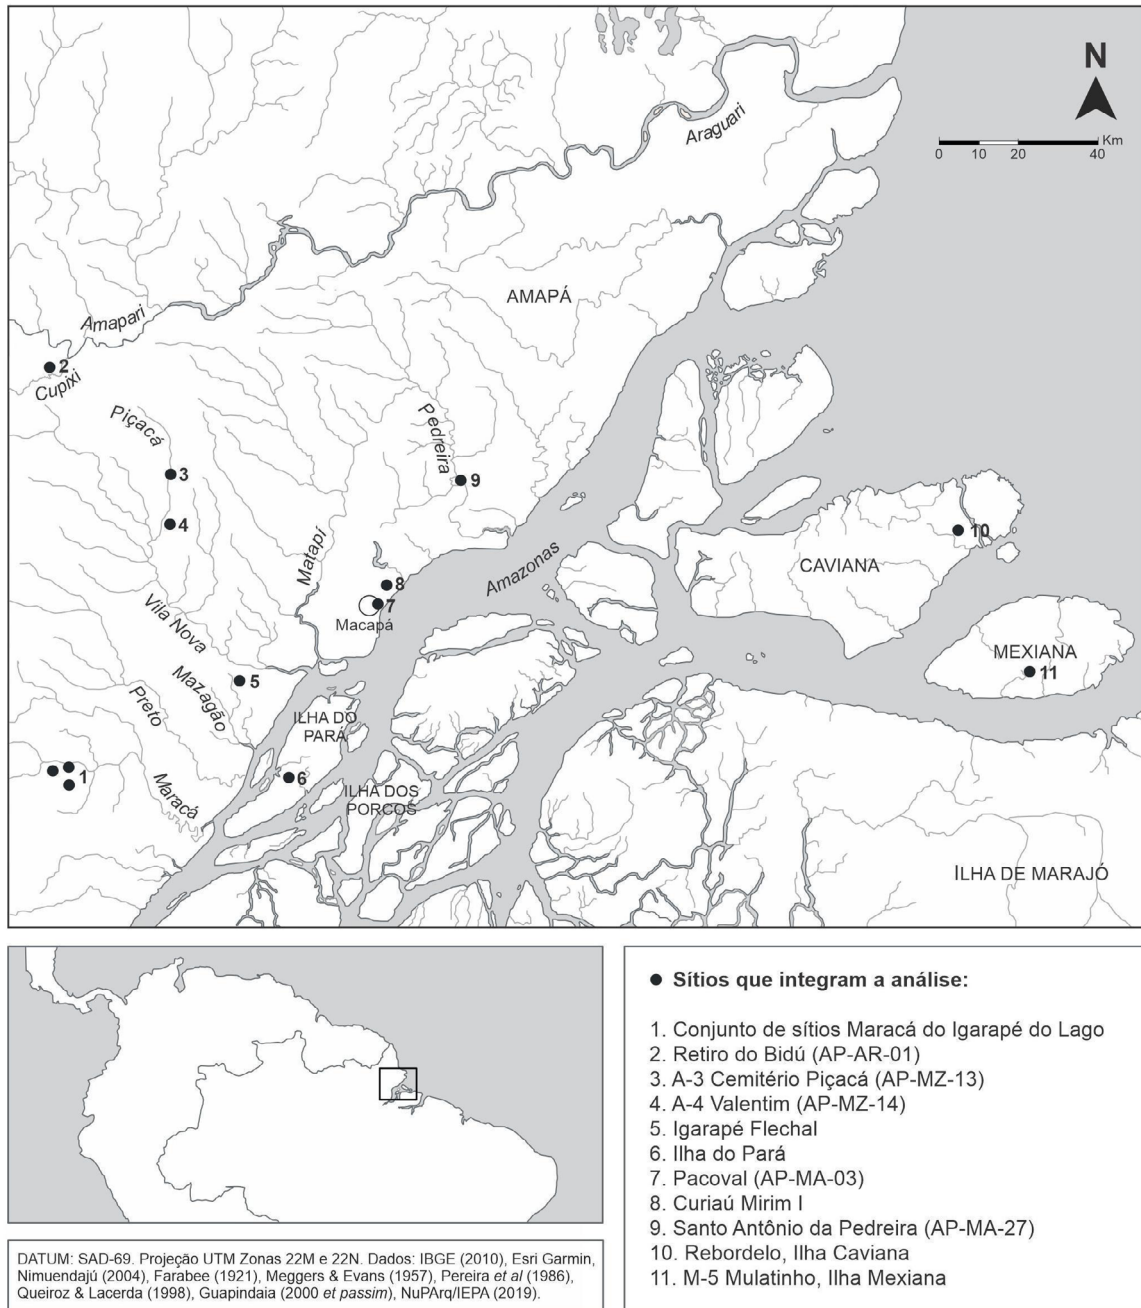 N
Km
0 10 20 40
Araguari
AMAPÁ
Amapari
2
Cupixi
Piçacá
Pedreira
3
9
4
10
Matapí
Amazonas
CAVIANA
8
7
Macapá
Vila Nova
MEXIANA
11
Mazagão
5
Preto
ILHA DO
PARÁ
1
6
Maracá
ILHA DOS
PORCOS
ILHA DE MARAJÓ
Sítios que integram a análise:
1. Conjunto de sítios Maracá do Igarapé do Lago
2. Retiro do Bidú (AP-AR-01)
3. A-3 Cemitério Piçacá (AP-MZ-13)
4. A-4 Valentim (AP-MZ-14)
5. Igarapé Flechal
6. Ilha do Pará
7. Pacoval (AP-MA-03)
8. Curiaú Mirim I
9. Santo Antônio da Pedreira (AP-MA-27)
10. Rebordelo, Ilha Caviana
11. M-5 Mulatinho, Ilha Mexiana
DATUM: SAD-69. Projeção UTM Zonas 22M e 22N. Dados: IBGE (2010), Esri Garmin,
Nimuendajú (2004), Farabee (1921), Meggers & Evans (1957), Pereira et al (1986),
Queiroz & Lacerda (1998), Guapindaia (2000 et passim), NuPArq/IEPA (2019).